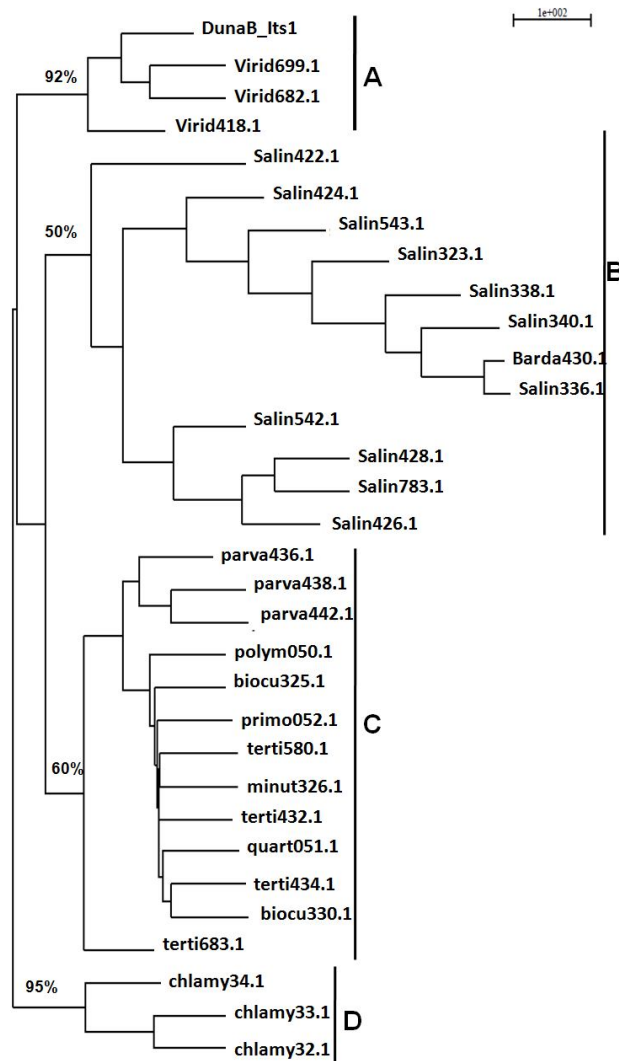 1e+002
DunaB_Its1
92%
Virid699.1
A
Virid682.1
Virid418.1
Salin422.1
Salin424.1
50%
Salin543.1
Salin323.1
B
Salin338.1
Salin340.1
Barda430.1
Salin336.1
Salin542.1
Salin428.1
Salin783.1
Salin426.1
parva436.1
parva438.1
parva442.1
polym050.1
biocu325.1
primo052.1
C
terti580.1
60%
minut326.1
terti432.1
quart051.1
terti434.1
biocu330.1
terti683.1
chlamy34.1
95%
chlamy33.1
D
chlamy32.1